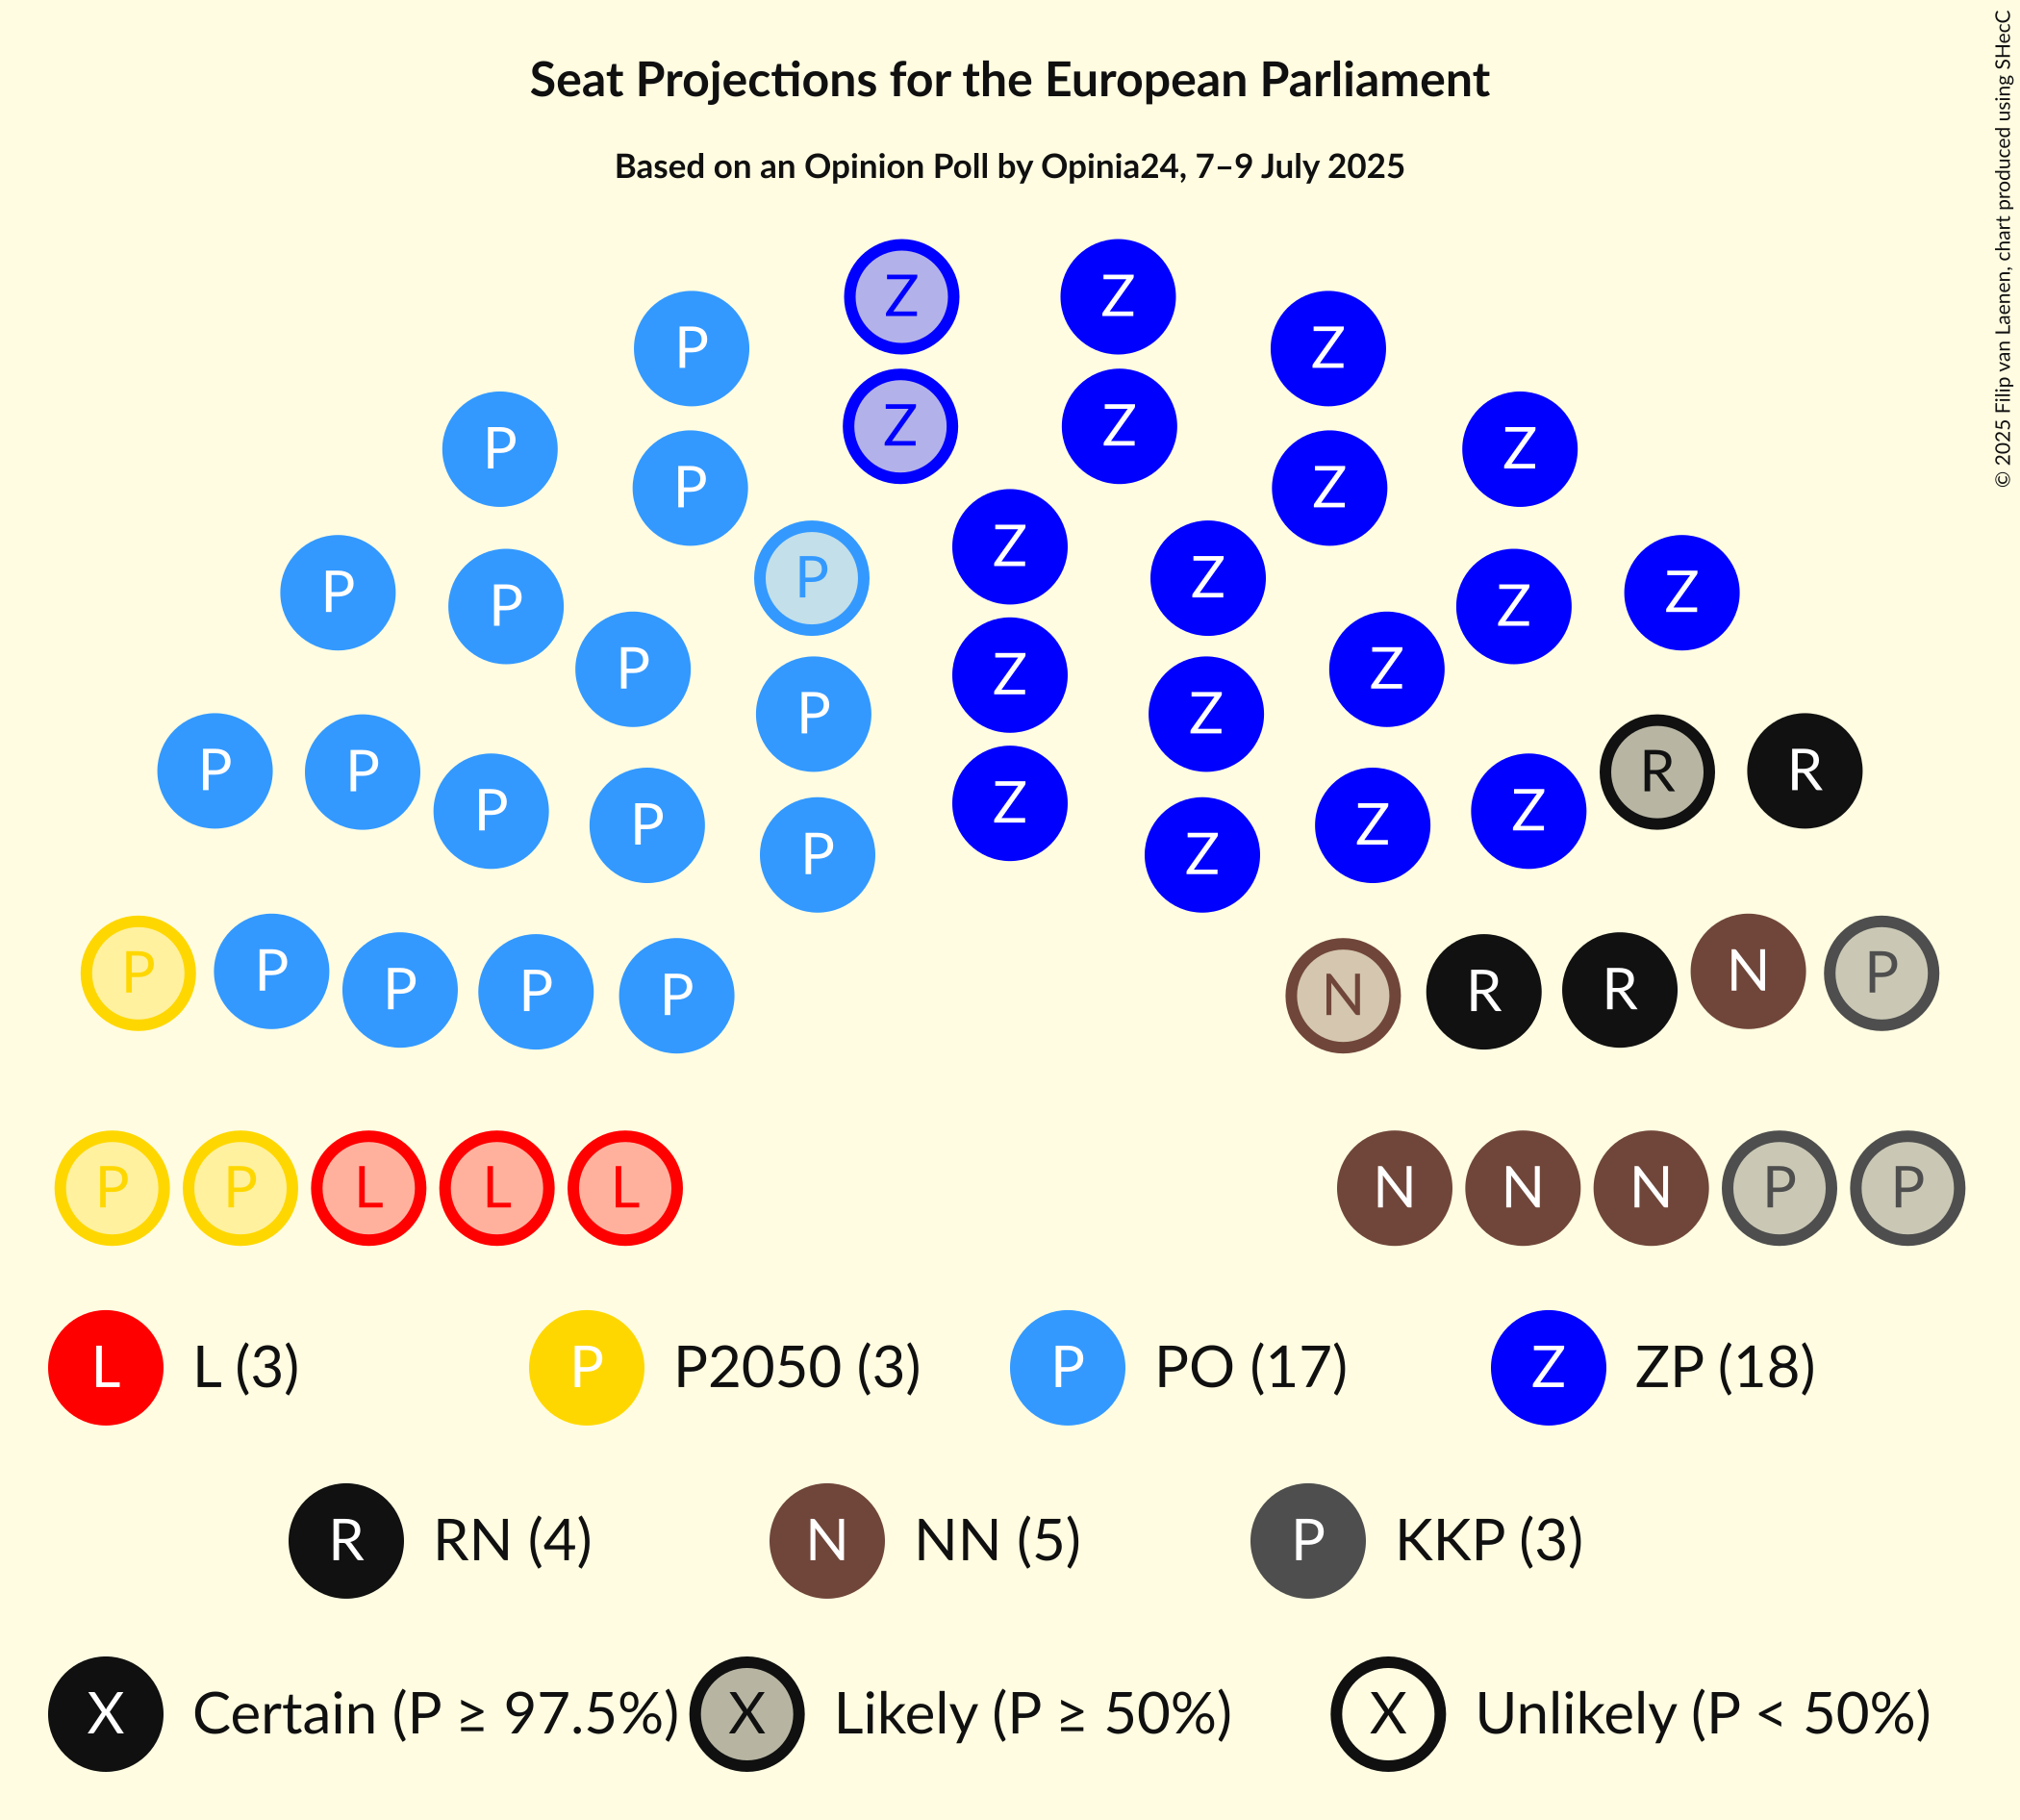 Seat Projections for the European Parliament
Based on an Opinion Poll by Opinia24, 7–9 July 2025
© 2025 Filip van Laenen, chart produced using SHecC
Z Z
P Z
Z Z
P Z
P Z
Z
P Z
P Z
P P Z Z
P Z
Z
P Z
P P R R
P Z
P Z
Z
P Z
P P P P P N R R N P
P P L L L N N N P P
L L (3) P P2050 (3) P PO (17) Z ZP (18)
R RN (4) N NN (5) P KKP (3)
X Certain (P ≥ 97.5%) X Likely (P ≥ 50%) X Unlikely (P < 50%)